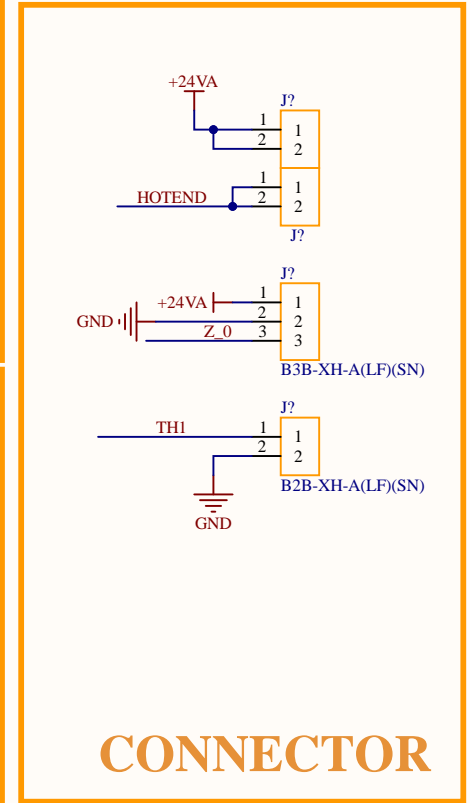 +24VA
J?
1 1
2 2
1 1
HOTEND 2 2
J?
J?
+24VA 1 1
GND 2 2
Z_0 3 3
B3B-XH-A(LF)(SN)
J?
TH1 1 1
2 2
B2B-XH-A(LF)(SN)
GND
CONNECTOR